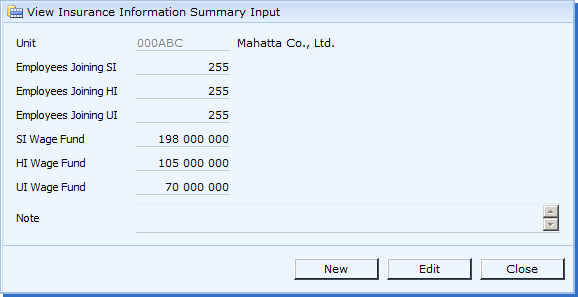 View Insurance Information Summary Input
Unit 000ABC Mahatta Co., Ltd.
Employees Joining SI 255
Employees Joining HI 255
Employees Joining UI 255
SI Wage Fund 198 000 000
HI Wage Fund 105 000 000
UI Wage Fund 70 000 000
Note
New Edit Close